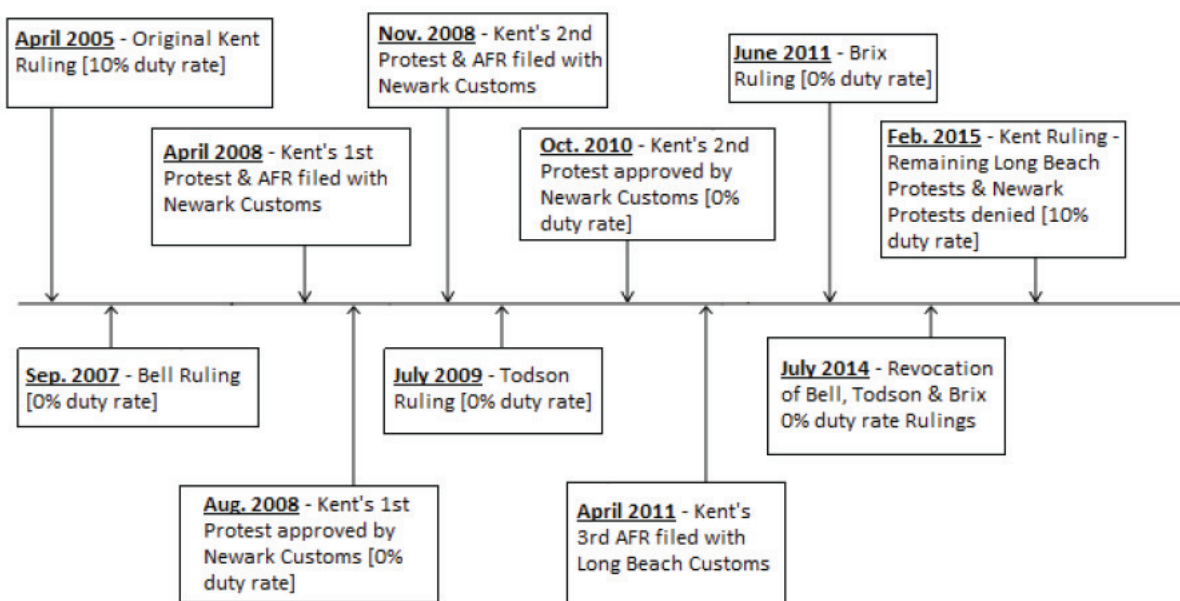 April 2005 - Original Kent
Ruling [10% duty rate]
April 2008 - Kent's 1st
Protest & AFR filed with
Newark Customs
Nov. 2008 - Kent's 2nd
Protest & AFR filed with
Newark Customs
Oct. 2010 - Kent's 2nd
Protest approved by
Newark Customs [0%
duty rate]
June 2011 - Brix
Ruling [0% duty rate]
Feb. 2015 - Kent Ruling -
Remaining Long Beach
Protests & Newark
Protests denied [10%
duty rate]
Sep. 2007 - Bell Ruling
[0% duty rate]
Aug. 2008 - Kent's 1st
Protest approved by
Newark Customs [0%
duty rate]
July 2009 - Todson
Ruling [0% duty rate]
April 2011 - Kent's
3rd AFR filed with
Long Beach Customs
July 2014 - Revocation
of Bell, Todson & Brix
0% duty rate Rulings